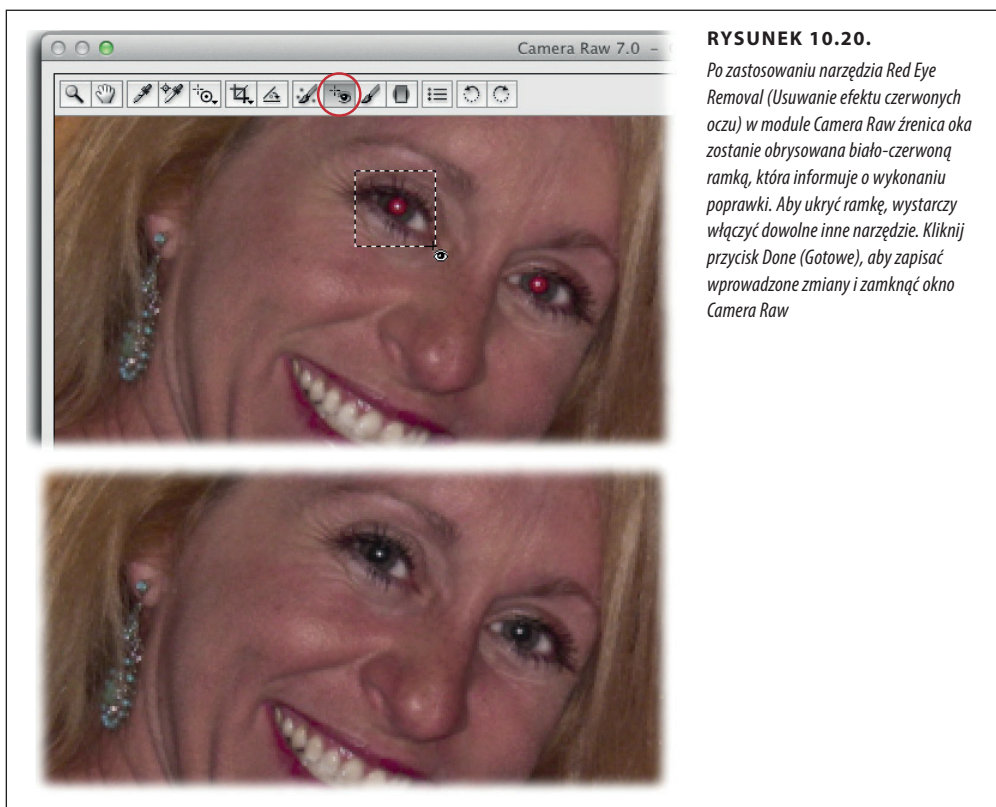 Camera Raw 7.0 –
RYSUNEK 10.20.
Po zastosowaniu narzędzia Red Eye
Removal (Usuwanie efektu czerwonych
oczu) w module Camera Raw źrenica oka
zostanie obrysowana biało-czerwoną
ramką, która informuje o wykonaniu
poprawki. Aby ukryć ramkę, wystarczy
włączyć dowolne inne narzędzie. Kliknij
przycisk Done (Gotowe), aby zapisać
wprowadzone zmiany i zamknąć okno
Camera Raw